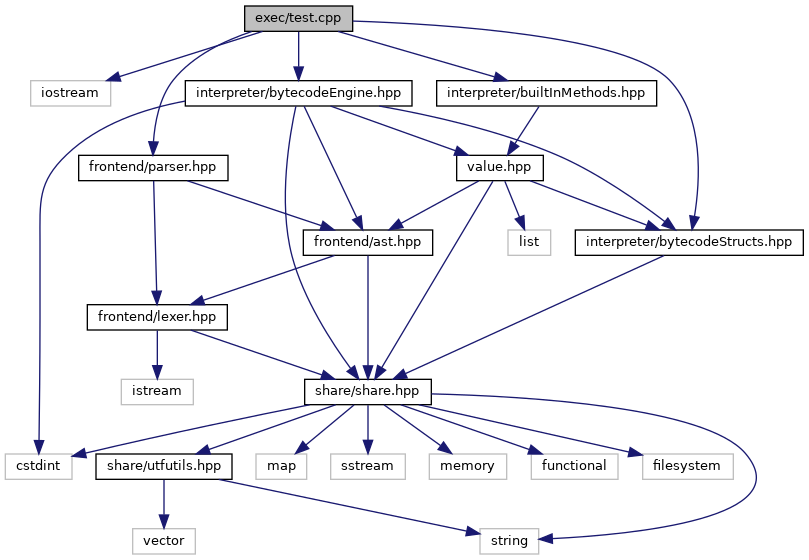 exec/test.cpp
iostream
interpreter/bytecodeEngine.hpp
interpreter/builtInMethods.hpp
frontend/parser.hpp
value.hpp
frontend/ast.hpp
list
interpreter/bytecodeStructs.hpp
frontend/lexer.hpp
istream
share/share.hpp
cstdint
share/utfutils.hpp
map
sstream
memory
functional
filesystem
vector
string